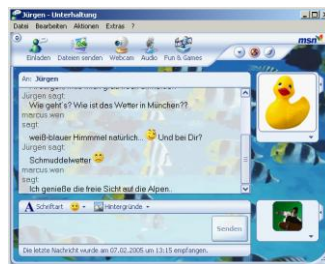 Jürgen - Unterhaltung
Datei Bearbeiten Aktionen Extras ?
msn
Einladen Dateien senden Webcam Audio Fun & Games
An: Jürgen
Jürgen sagt:
Wie geht's? Wie ist das Wetter in München??
marcus.wen
sagt:
weiß-blauer Himmmel natürlich.. Und bei Dir?
Jürgen sagt:
Schmuddelwetter
marcus.wen
sagt:
Ich genieße die freie Sicht auf die Alpen..
A Schriftart Hintergründe
Senden
Die letzte Nachricht wurde am 07.02.2005 um 13:15 empfangen.